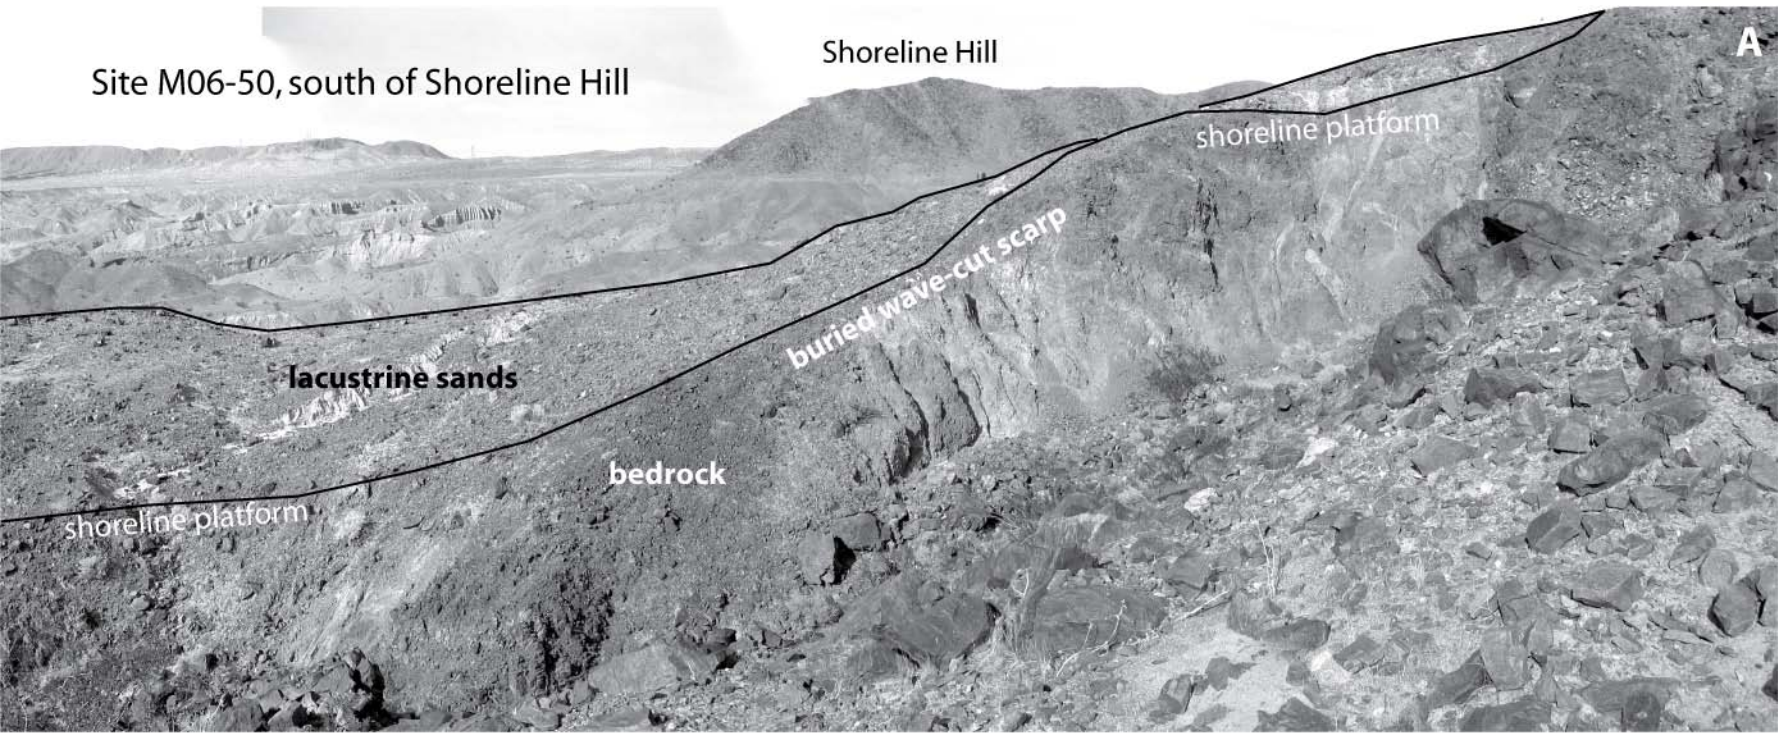 Shoreline Hill
A
Site M06-50, south of Shoreline Hill
shoreline platform
buried wave-cut scarp
lacustrine sands
bedrock
shoreline platform